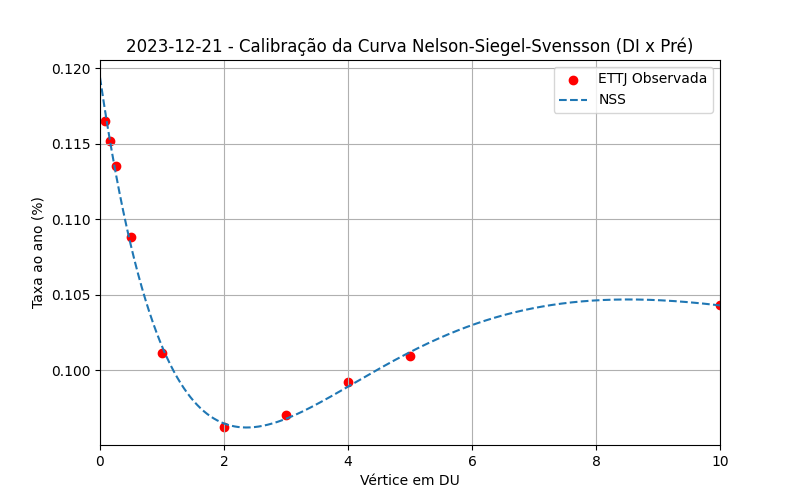 2023-12-21 - Calibração da Curva Nelson-Siegel-Svensson (DI x Pré)
ETTJ Observada
NSS
Taxa ao ano (%)
0.120
0.115
0.110
0.105
0.100
0 2 4 6 8 10
Vértice em DU